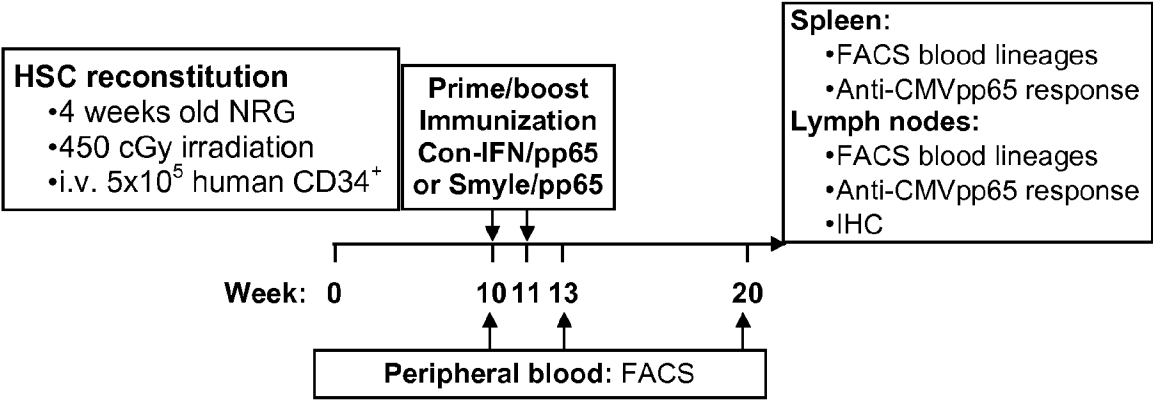 HSC reconstitution
•4 weeks old NRG
•450 cGy irradiation
•i.v. 5x10⁵ human CD34⁺
Prime/boost
Immunization
Con-IFN/pp65
or Smyle/pp65
Spleen:
•FACS blood lineages
•Anti-CMVpp65 response
Lymph nodes:
•FACS blood lineages
•Anti-CMVpp65 response
•IHC
Week: 0 10 11 13 20
Peripheral blood: FACS